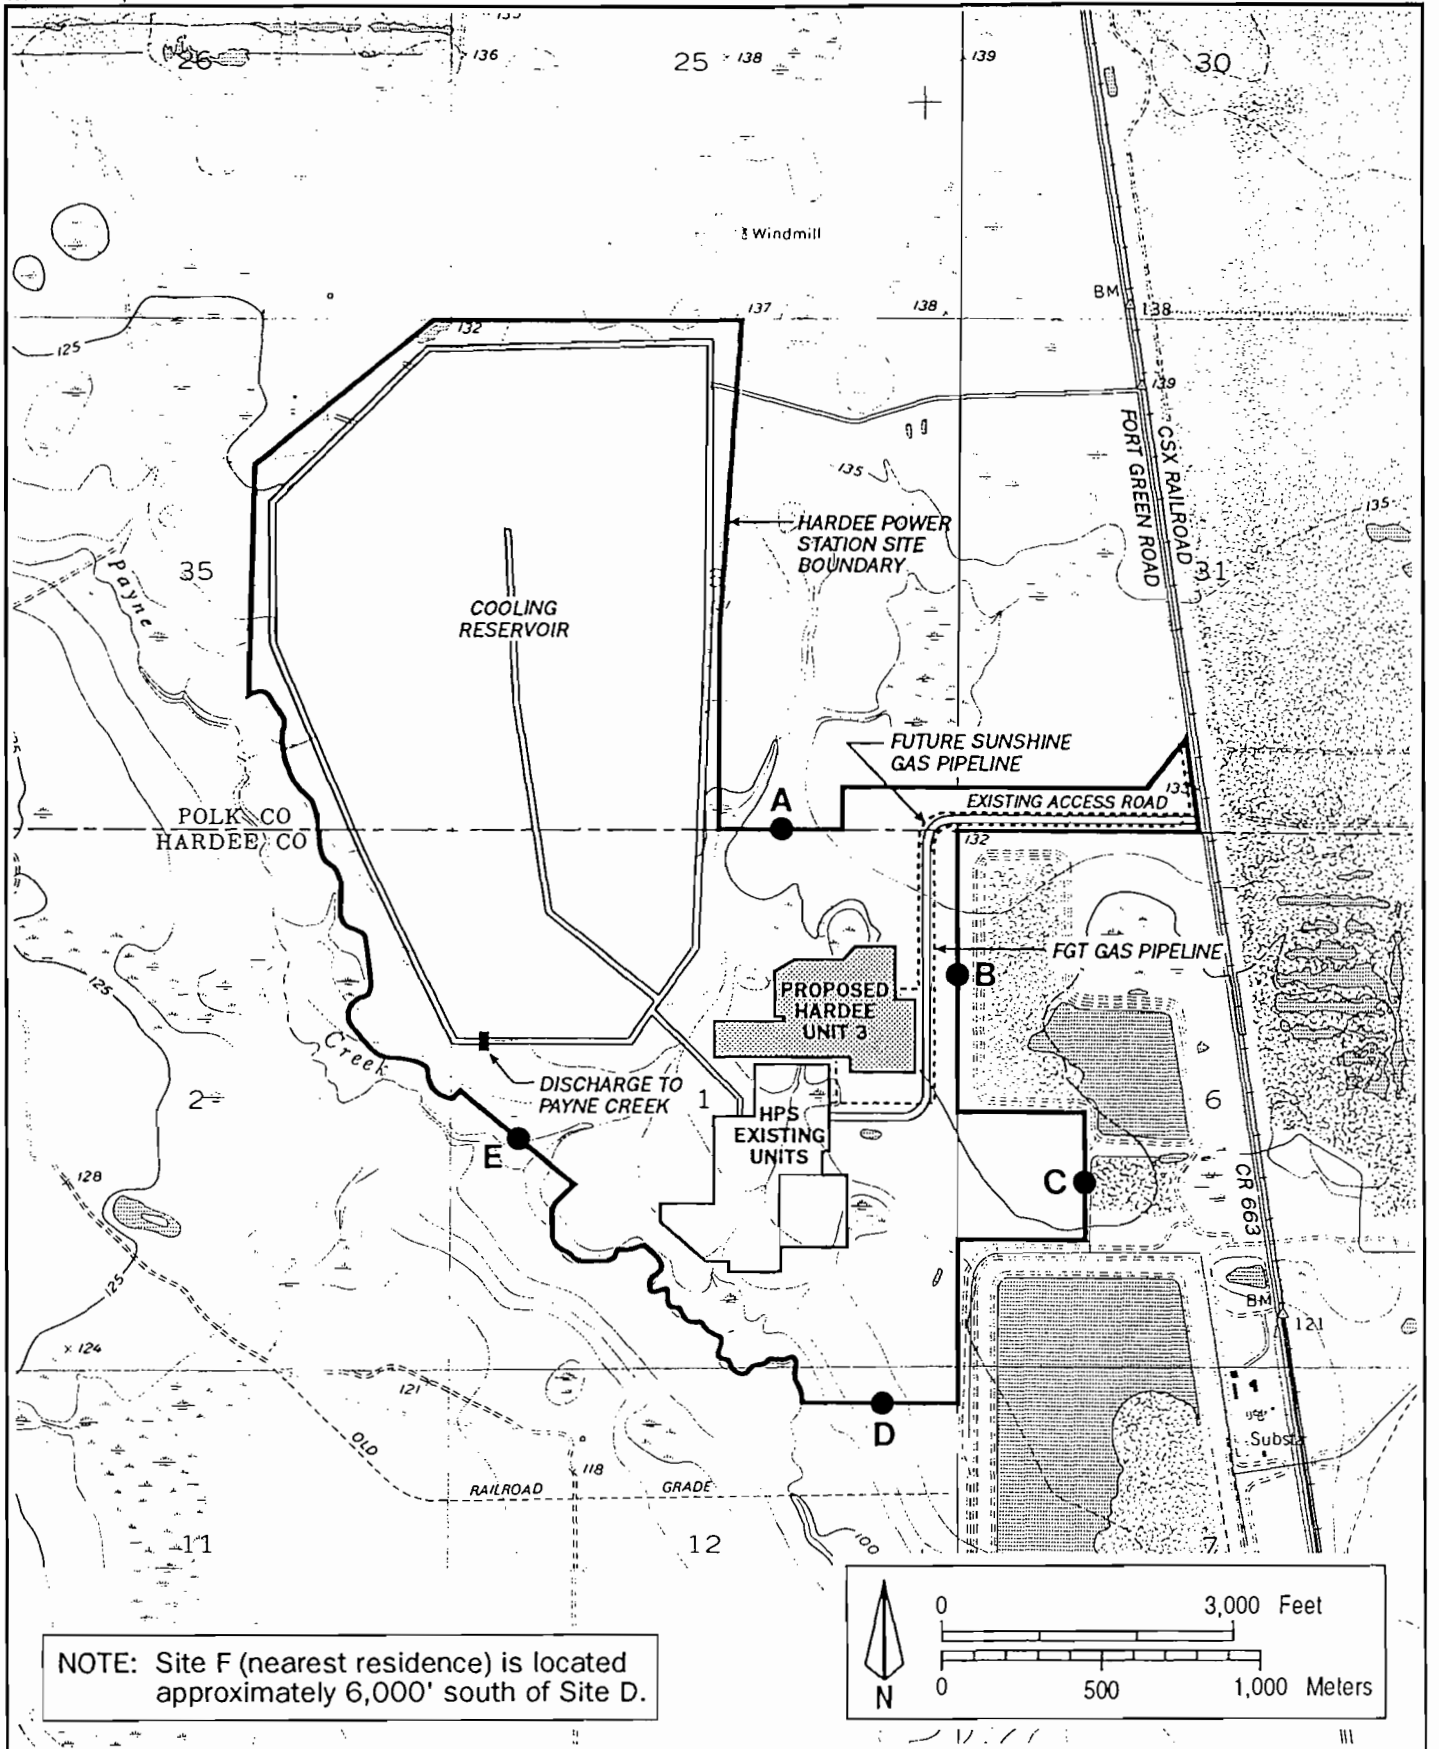 26
136
25
138
139
30
Windmill
BM
138
132
137
138
125
139
135
HARDEE POWER
STATION SITE
BOUNDARY
FORT GREEN ROAD
CSX RAILROAD
135
31
35
Payne
COOLING
RESERVOIR
FUTURE SUNSHINE
GAS PIPELINE
133
EXISTING ACCESS ROAD
A
POLK CO
HARDEE CO
132
FGT GAS PIPELINE
B
125
PROPOSED
HARDEE
UNIT 3
Creek
DISCHARGE TO
PAYNE CREEK
2
1
6
HPS
EXISTING
UNITS
E
C
CR 663
128
125
BM
121
124
121
D
Substa
OLD
RAILROAD
GRADE
118
100
11
12
7
NOTE: Site F (nearest residence) is located
approximately 6,000' south of Site D.
N
0 3,000 Feet
0 500 1,000 Meters